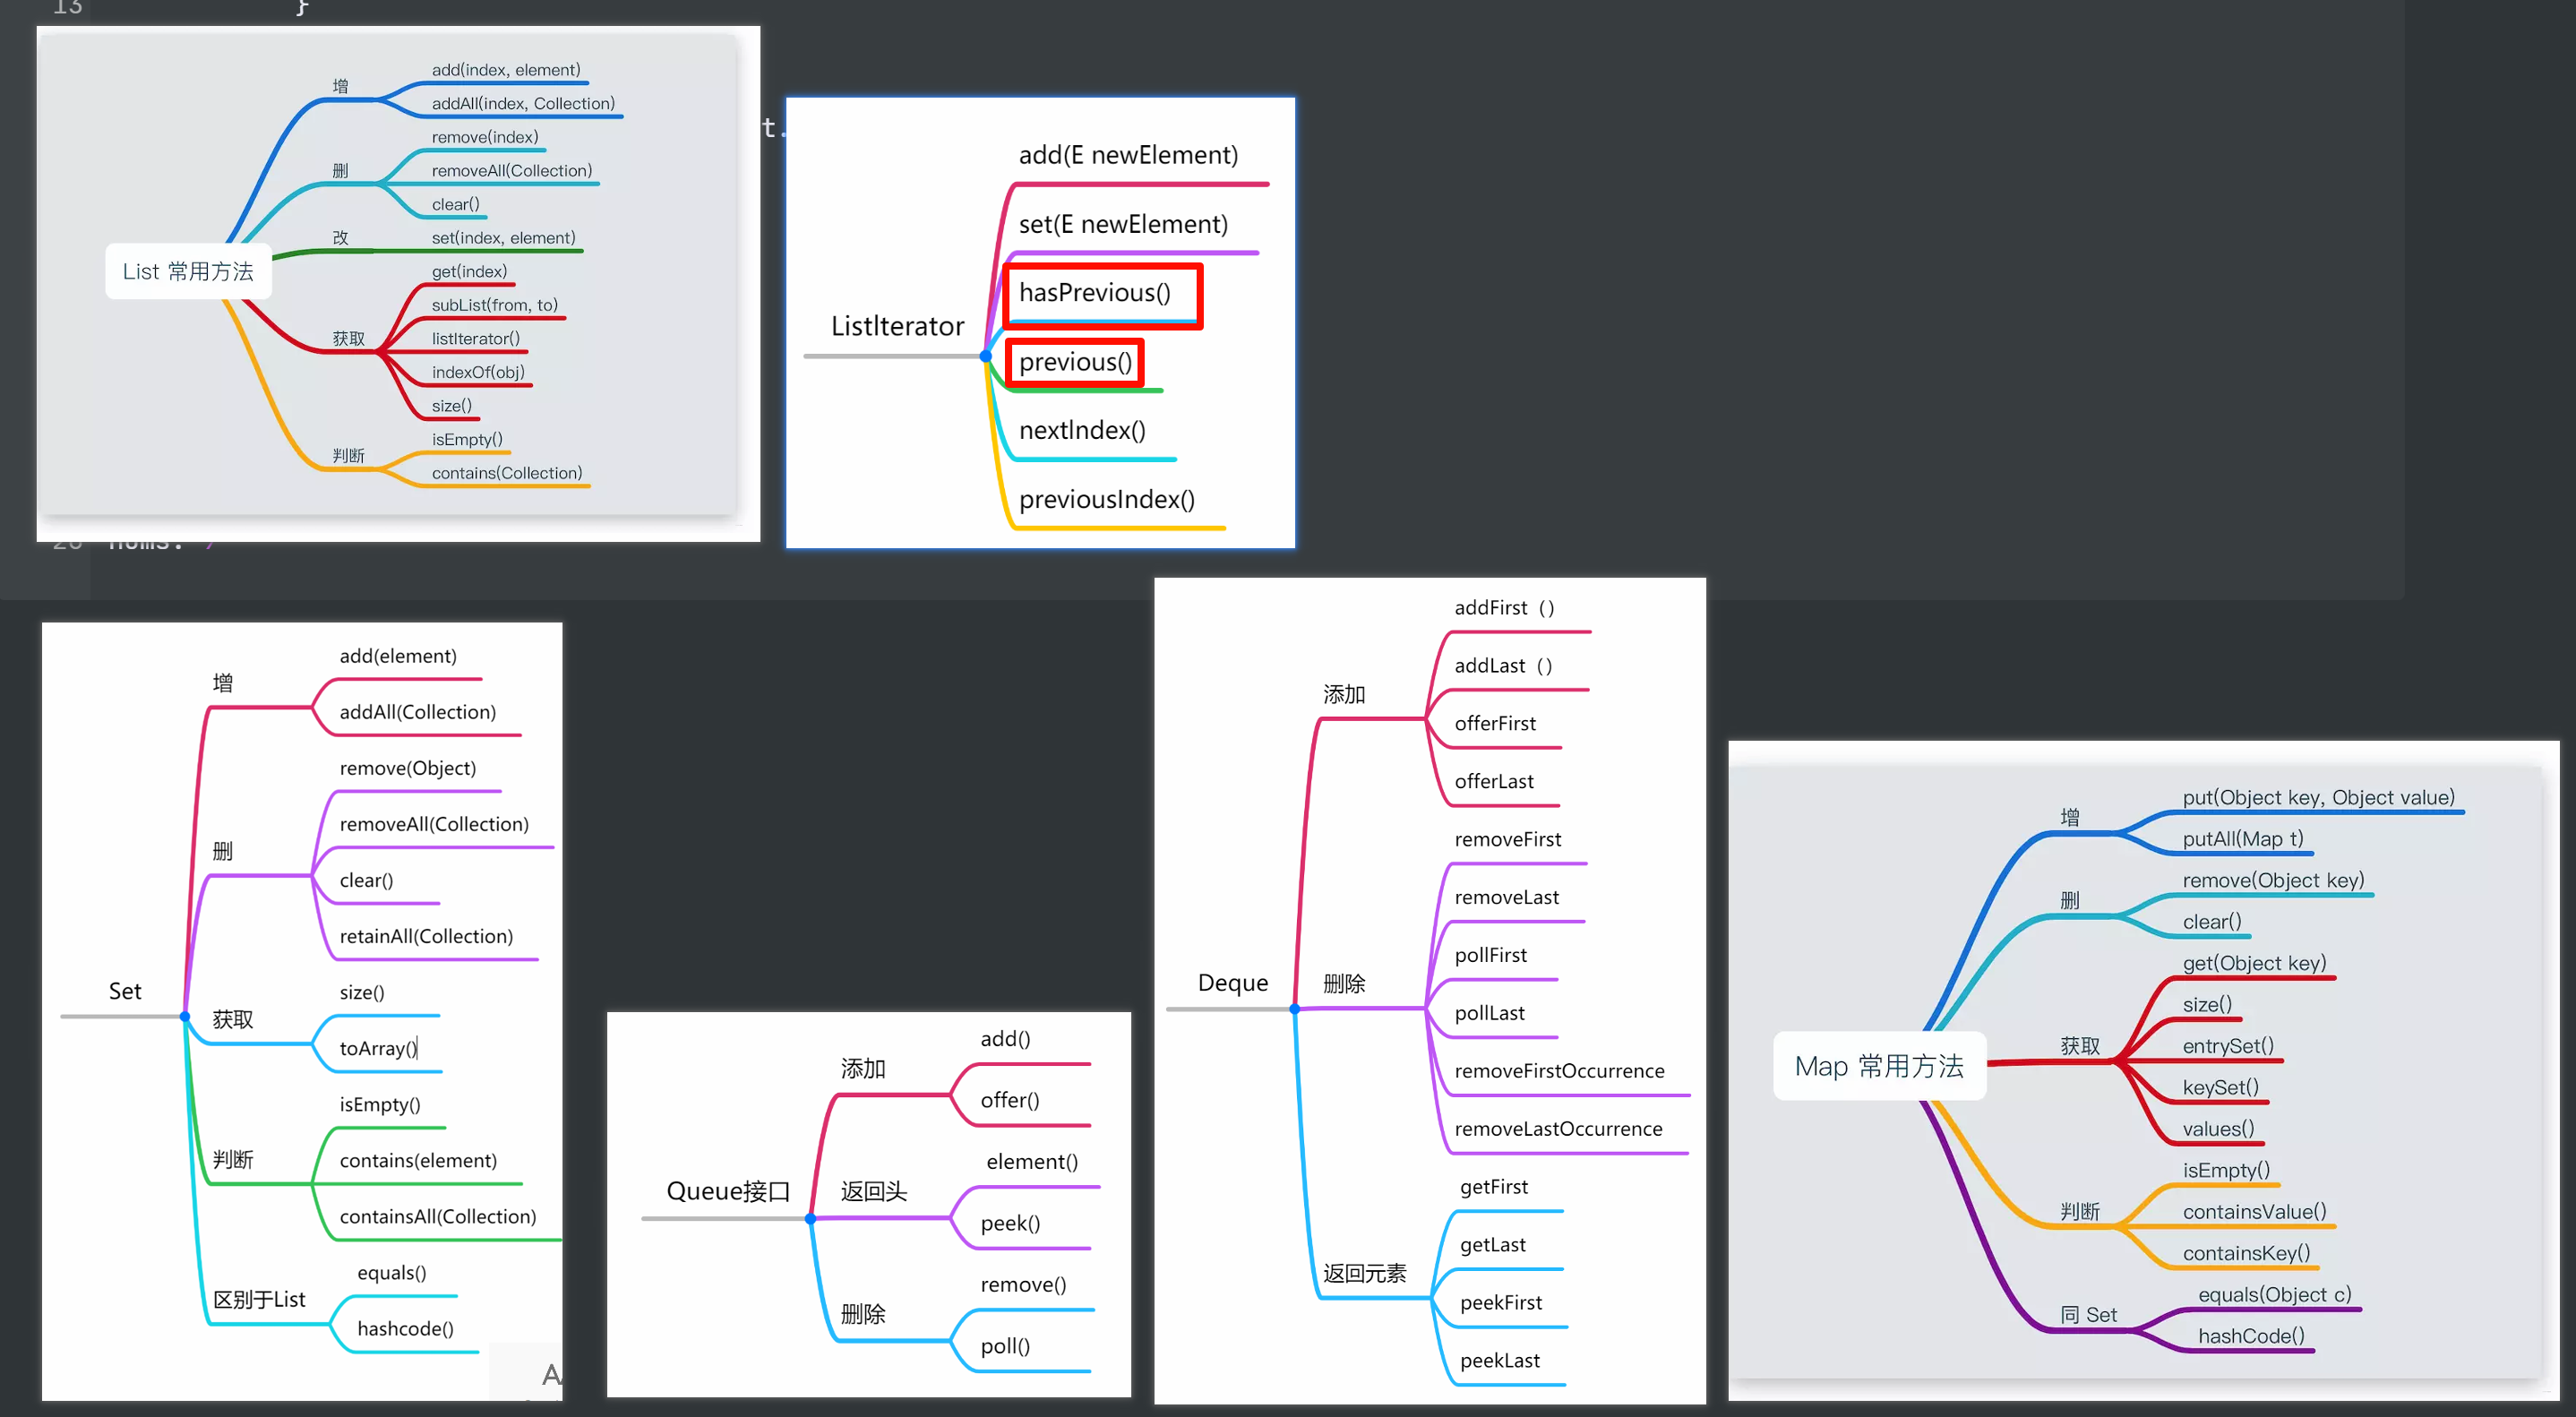 13 }
t.
List 常用方法
增
add(index, element)
addAll(index, Collection)
删
remove(index)
removeAll(Collection)
clear()
改
set(index, element)
获取
get(index)
subList(from, to)
listIterator()
indexOf(obj)
size()
判断
isEmpty()
contains(Collection)
ListIterator
add(E newElement)
set(E newElement)
hasPrevious()
previous()
nextIndex()
previousIndex()
Set
增
add(element)
addAll(Collection)
删
remove(Object)
removeAll(Collection)
clear()
retainAll(Collection)
获取
size()
toArray()
判断
isEmpty()
contains(element)
containsAll(Collection)
区别于List
equals()
hashcode()
Queue接口
添加
add()
offer()
返回头
element()
peek()
删除
remove()
poll()
Deque
添加
addFirst（）
addLast（）
offerFirst
offerLast
删除
removeFirst
removeLast
pollFirst
pollLast
removeFirstOccurrence
removeLastOccurrence
返回元素
getFirst
getLast
peekFirst
peekLast
Map 常用方法
增
put(Object key, Object value)
putAll(Map t)
删
remove(Object key)
clear()
获取
get(Object key)
size()
entrySet()
keySet()
values()
判断
isEmpty()
containsValue()
containsKey()
同 Set
equals(Object c)
hashCode()